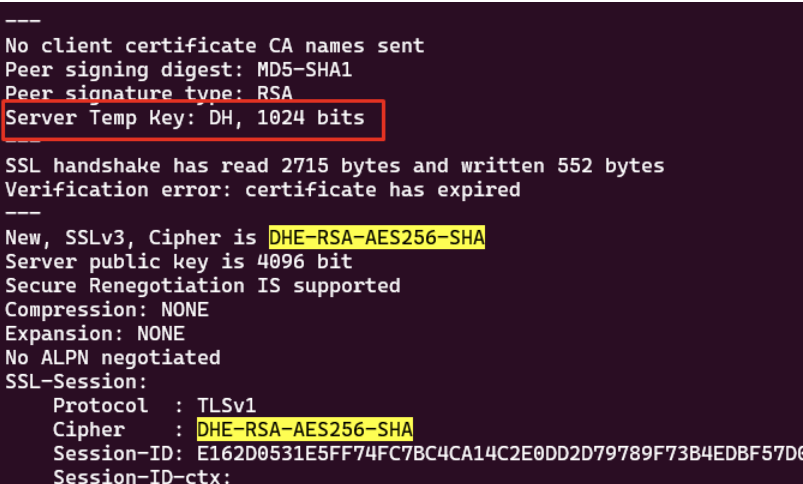 ---
No client certificate CA names sent
Peer signing digest: MD5-SHA1
Peer signature type: RSA
Server Temp Key: DH, 1024 bits
---
SSL handshake has read 2715 bytes and written 552 bytes
Verification error: certificate has expired
---
New, SSLv3, Cipher is DHE-RSA-AES256-SHA
Server public key is 4096 bit
Secure Renegotiation IS supported
Compression: NONE
Expansion: NONE
No ALPN negotiated
SSL-Session:
    Protocol  : TLSv1
    Cipher    : DHE-RSA-AES256-SHA
    Session-ID: E162D0531E5FF74FC7BC4CA14C2E0DD2D79789F73B4EDBF57D0
    Session-ID-ctx: